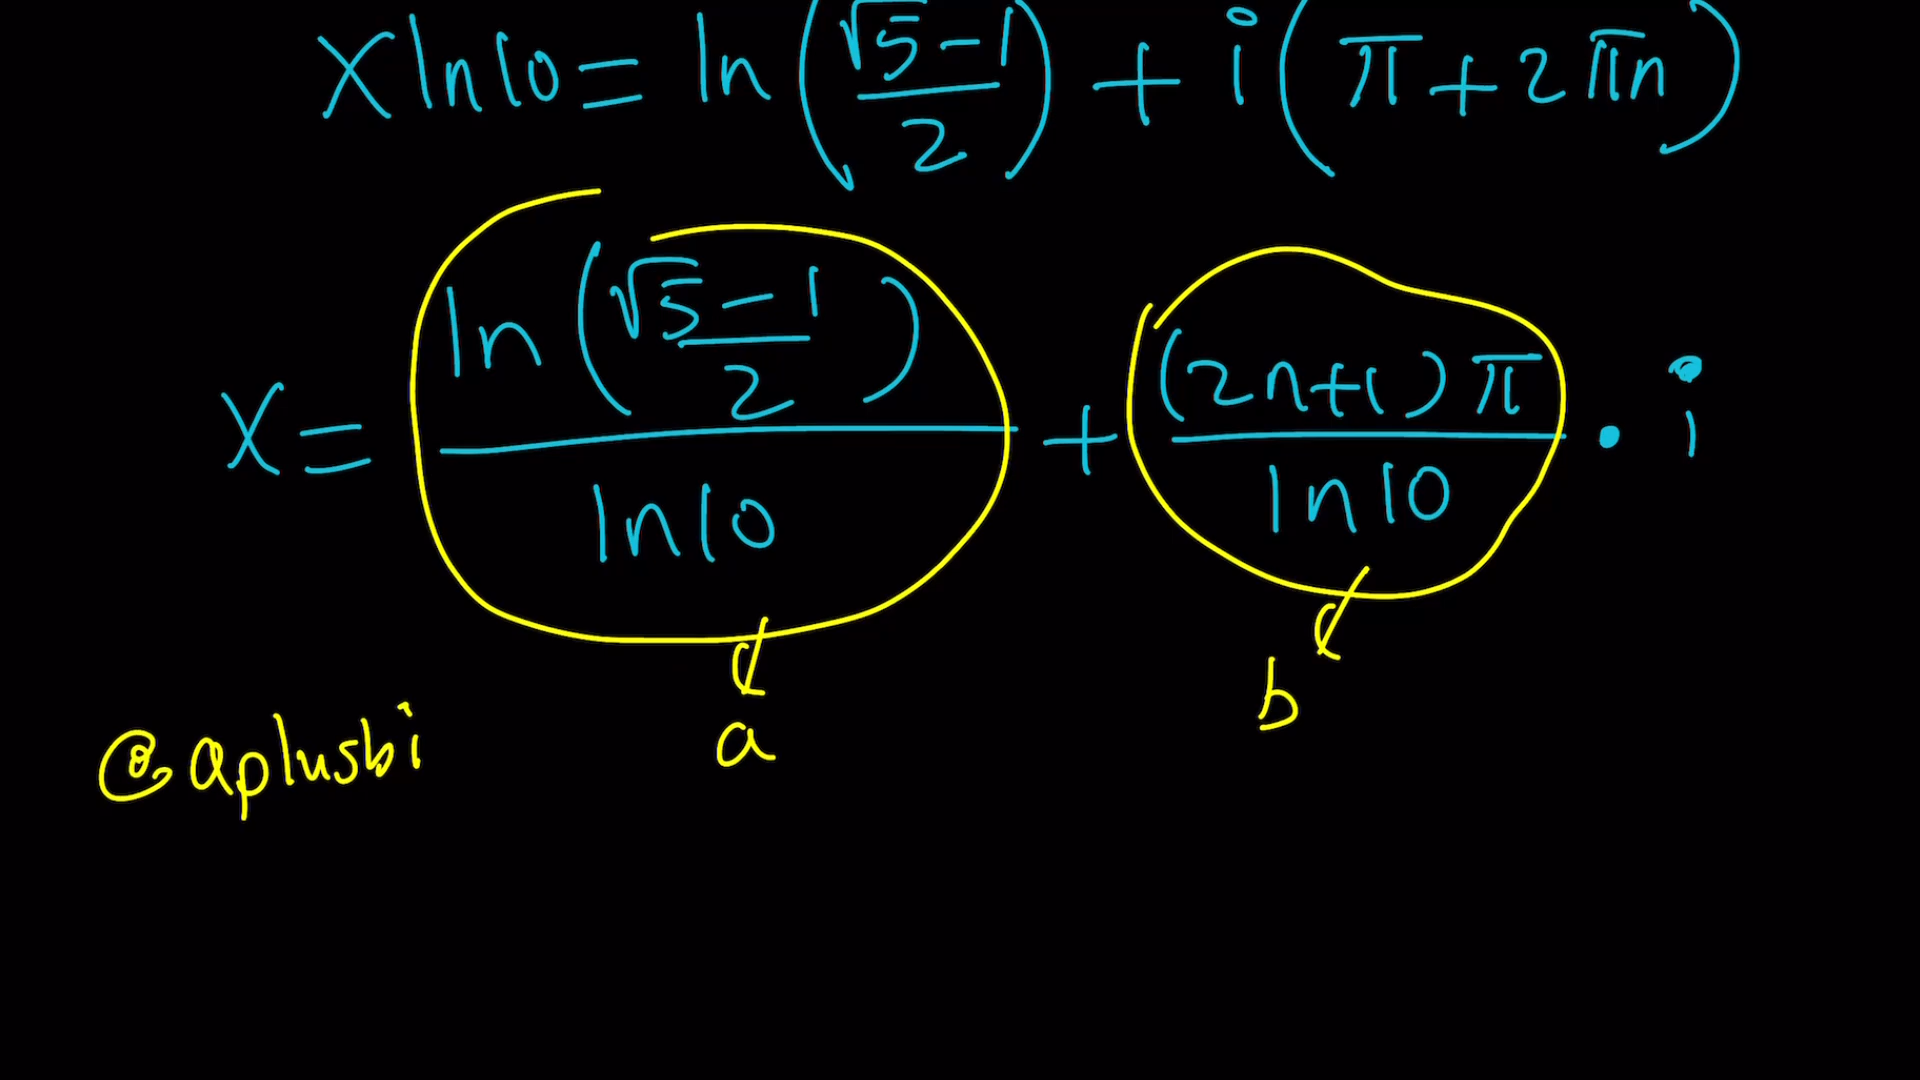 x ln10 = ln((√5-1)/2) + i(π+2πn)
x = ln((√5-1)/2)/ln10 + (2n+1)π/ln10 · i
a b
@aplusbi